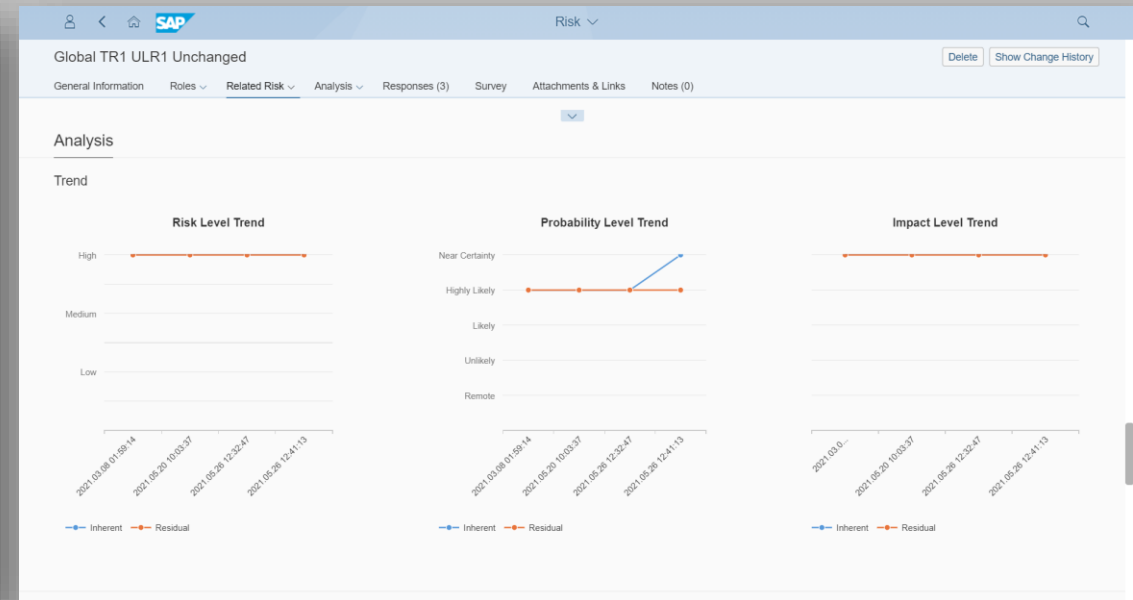 SAP Risk
Global TR1 ULR1 Unchanged
Delete Show Change History
General Information Roles Related Risk Analysis Responses (3) Survey Attachments & Links Notes (0)
Analysis
Trend
Risk Level Trend
High
Medium
Low
2021.03.08 01:59:14
2021.05.20 10:03:37
2021.05.26 12:32:47
2021.05.26 12:41:13
Inherent Residual
Probability Level Trend
Near Certainty
Highly Likely
Likely
Unlikely
Remote
2021.03.08 01:59:14
2021.05.20 10:03:37
2021.05.26 12:32:47
2021.05.26 12:41:13
Inherent Residual
Impact Level Trend
2021.03.0...
2021.05.20 10:03:37
2021.05.26 12:32:47
2021.05.26 12:41:13
Inherent Residual